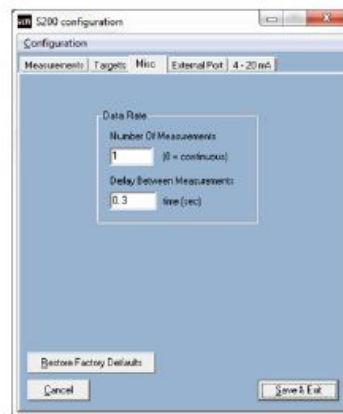 S200 configuration
Configuration
Measurements Targets Misc External Port 4 - 20 mA
Data Rate
Number Of Measurements
1 (0 = continuous)
Delay Between Measurements
0.3 time (sec)
Restore Factory Defaults
Cancel Save & Exit